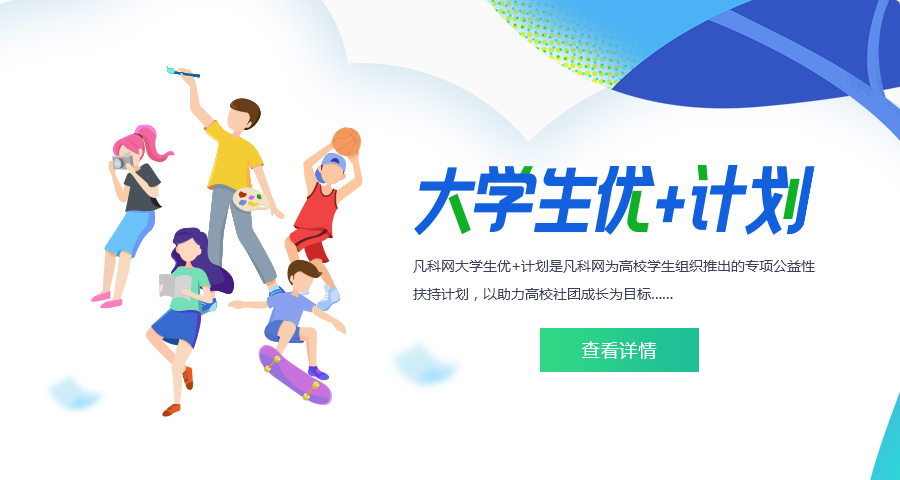 大学生优+计划
凡科网大学生优+计划是凡科网为高校学生组织推出的专项公益性
扶持计划，以助力高校社团成长为目标......
查看详情